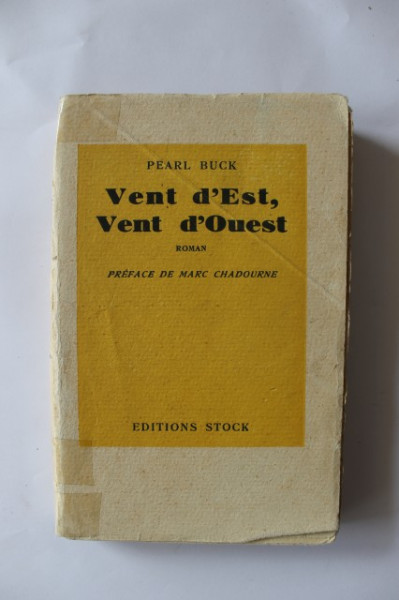 PEARL BUCK
Vent d'Est,
Vent d'Ouest
ROMAN
PRÉFACE DE MARC CHADOURNE
EDITIONS STOCK